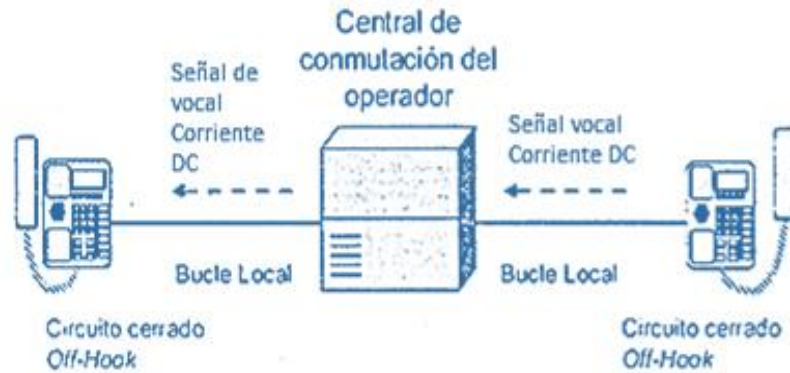 Central de
conmutación del
operador
Señal de
vocal
Corriente
DC
Señal vocal
Corriente DC
Bucle Local
Bucle Local
Circuito cerrado
Off-Hook
Circuito cerrado
Off-Hook